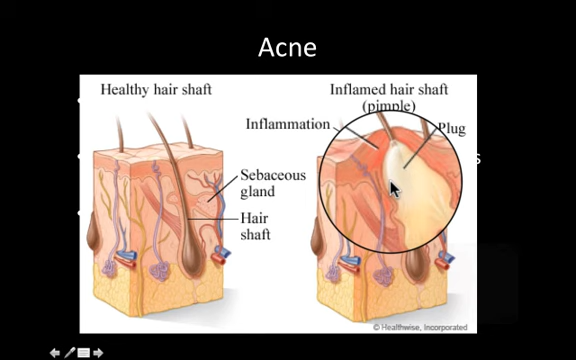 Acne
Healthy hair shaft
Inflamed hair shaft
(pimple)
Inflammation
Plug
Sebaceous
gland
Hair
shaft
© Healthwise, Incorporated